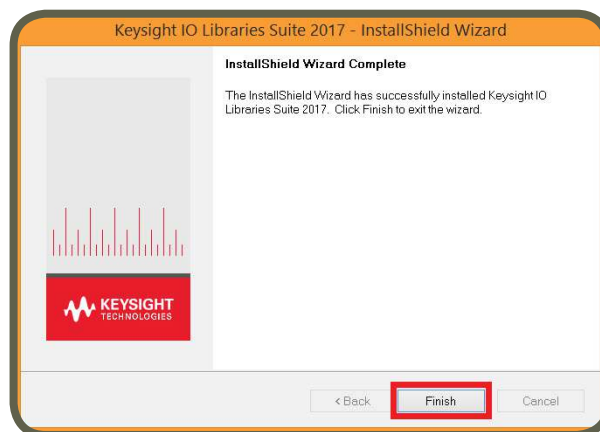 Keysight IO Libraries Suite 2017 - InstallShield Wizard
InstallShield Wizard Complete
The InstallShield Wizard has successfully installed Keysight IO
Libraries Suite 2017. Click Finish to exit the wizard.
KEYSIGHT
TECHNOLOGIES
< Back Finish Cancel